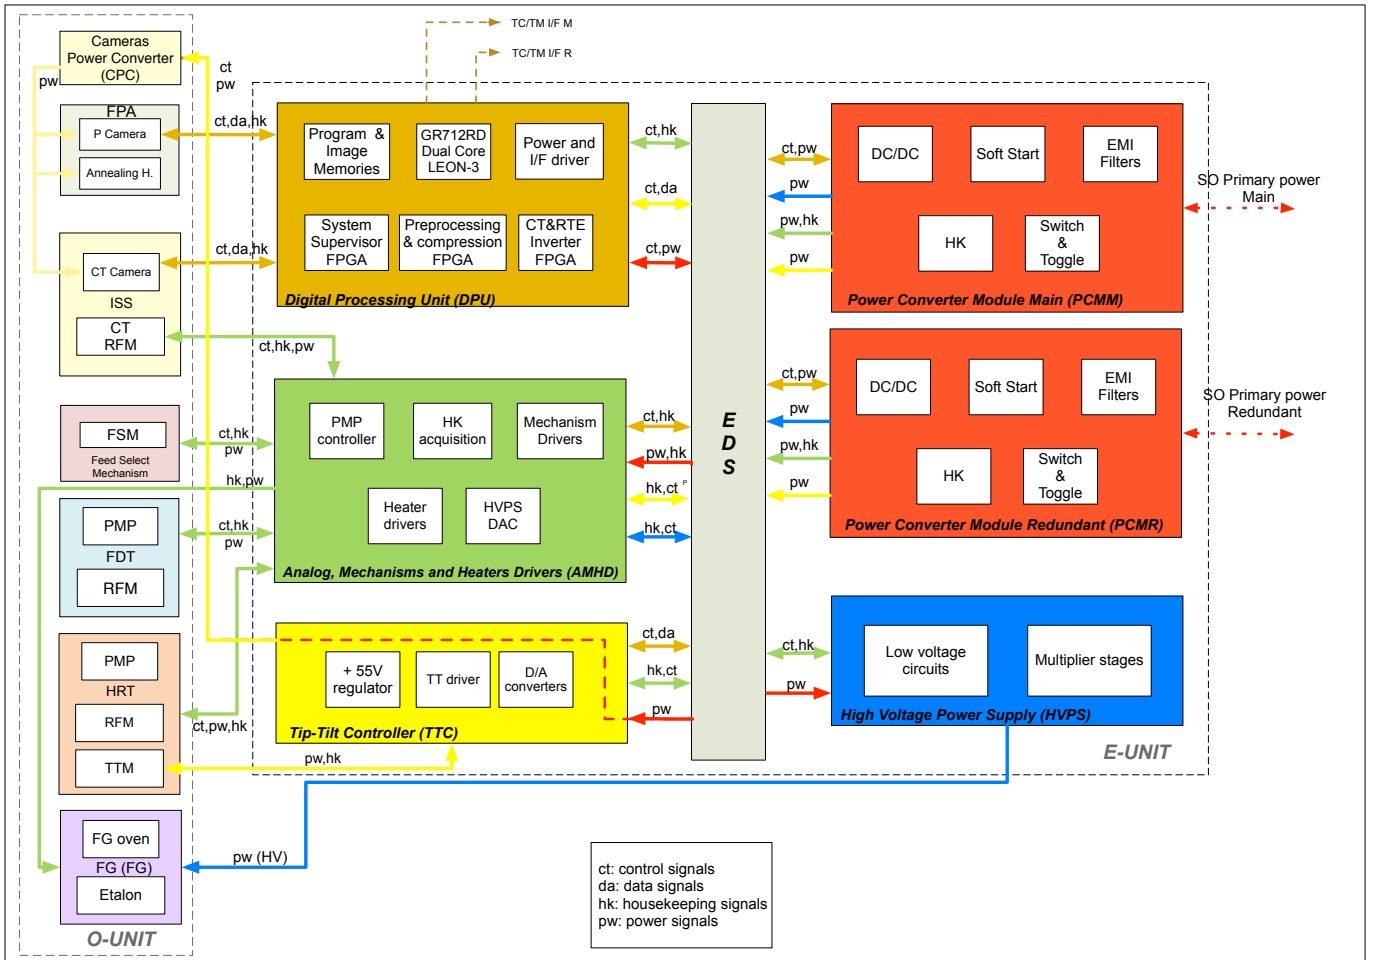 TC/TM I/F M
TC/TM I/F R
Cameras
Power Converter
(CPC)
pw
ct
pw
FPA
P Camera
Annealing H.
ct,da,hk
CT Camera
ISS
CT
RFM
ct,da,hk
ct,hk,pw
FSM
Feed Select
Mechanism
ct,hk
pw
hk,pw
PMP
FDT
RFM
ct,hk
pw
PMP
HRT
RFM
TTM
ct,pw,hk
pw,hk
FG oven
FG (FG)
Etalon
pw (HV)
O-UNIT
Program &
Image
Memories
GR712RD
Dual Core
LEON-3
Power and
I/F driver
System
Supervisor
FPGA
Preprocessing
& compression
FPGA
CT&RTE
Inverter
FPGA
Digital Processing Unit (DPU)
ct,hk
ct,da
ct,pw
PMP
controller
HK
acquisition
Mechanism
Drivers
Heater
drivers
HVPS
DAC
Analog, Mechanisms and Heaters Drivers (AMHD)
ct,hk
pw,hk
hk,ct
P
hk,ct
+ 55V
regulator
TT driver
D/A
converters
Tip-Tilt Controller (TTC)
ct,da
hk,ct
pw
E
D
S
ct,pw
pw
pw,hk
pw
DC/DC
Soft Start
EMI
Filters
HK
Switch
&
Toggle
Power Converter Module Main (PCMM)
SO Primary power
Main
ct,pw
pw
pw,hk
pw
DC/DC
Soft Start
EMI
Filters
HK
Switch
&
Toggle
Power Converter Module Redundant (PCMR)
SO Primary power
Redundant
ct,hk
pw
Low voltage
circuits
Multiplier stages
High Voltage Power Supply (HVPS)
E-UNIT
ct: control signals
da: data signals
hk: housekeeping signals
pw: power signals